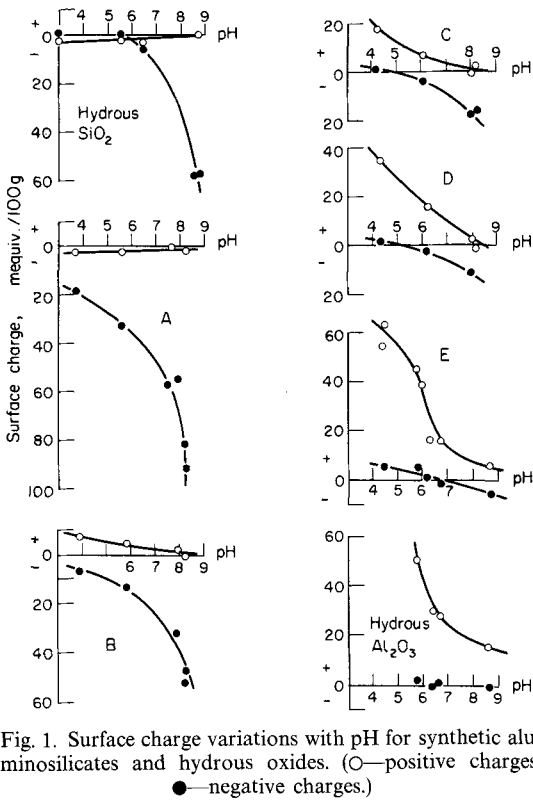 Surface charge, mequiv./100g
4 5 6 7 8 9 pH
+
0
–
20
Hydrous
SiO₂
40
60
+ 4 5 6 7 8 9 pH
0
–
20
A
40
60
80
100
+
0
6 8 9 pH
–
20
B
40
60
20
C
+ 4 5 6 8 9 pH
0
–
20
40
D
20
+
0
4 5 6 7 8 9 pH
–
20
60
E
40
20
+
0
4 5 6 7 8 9 pH
–
60
40
Hydrous
20
Al₂O₃
+
0
4 5 6 7 8 9 pH
–
Fig. 1. Surface charge variations with pH for synthetic alu
minosilicates and hydrous oxides. (○—positive charges
●—negative charges.)